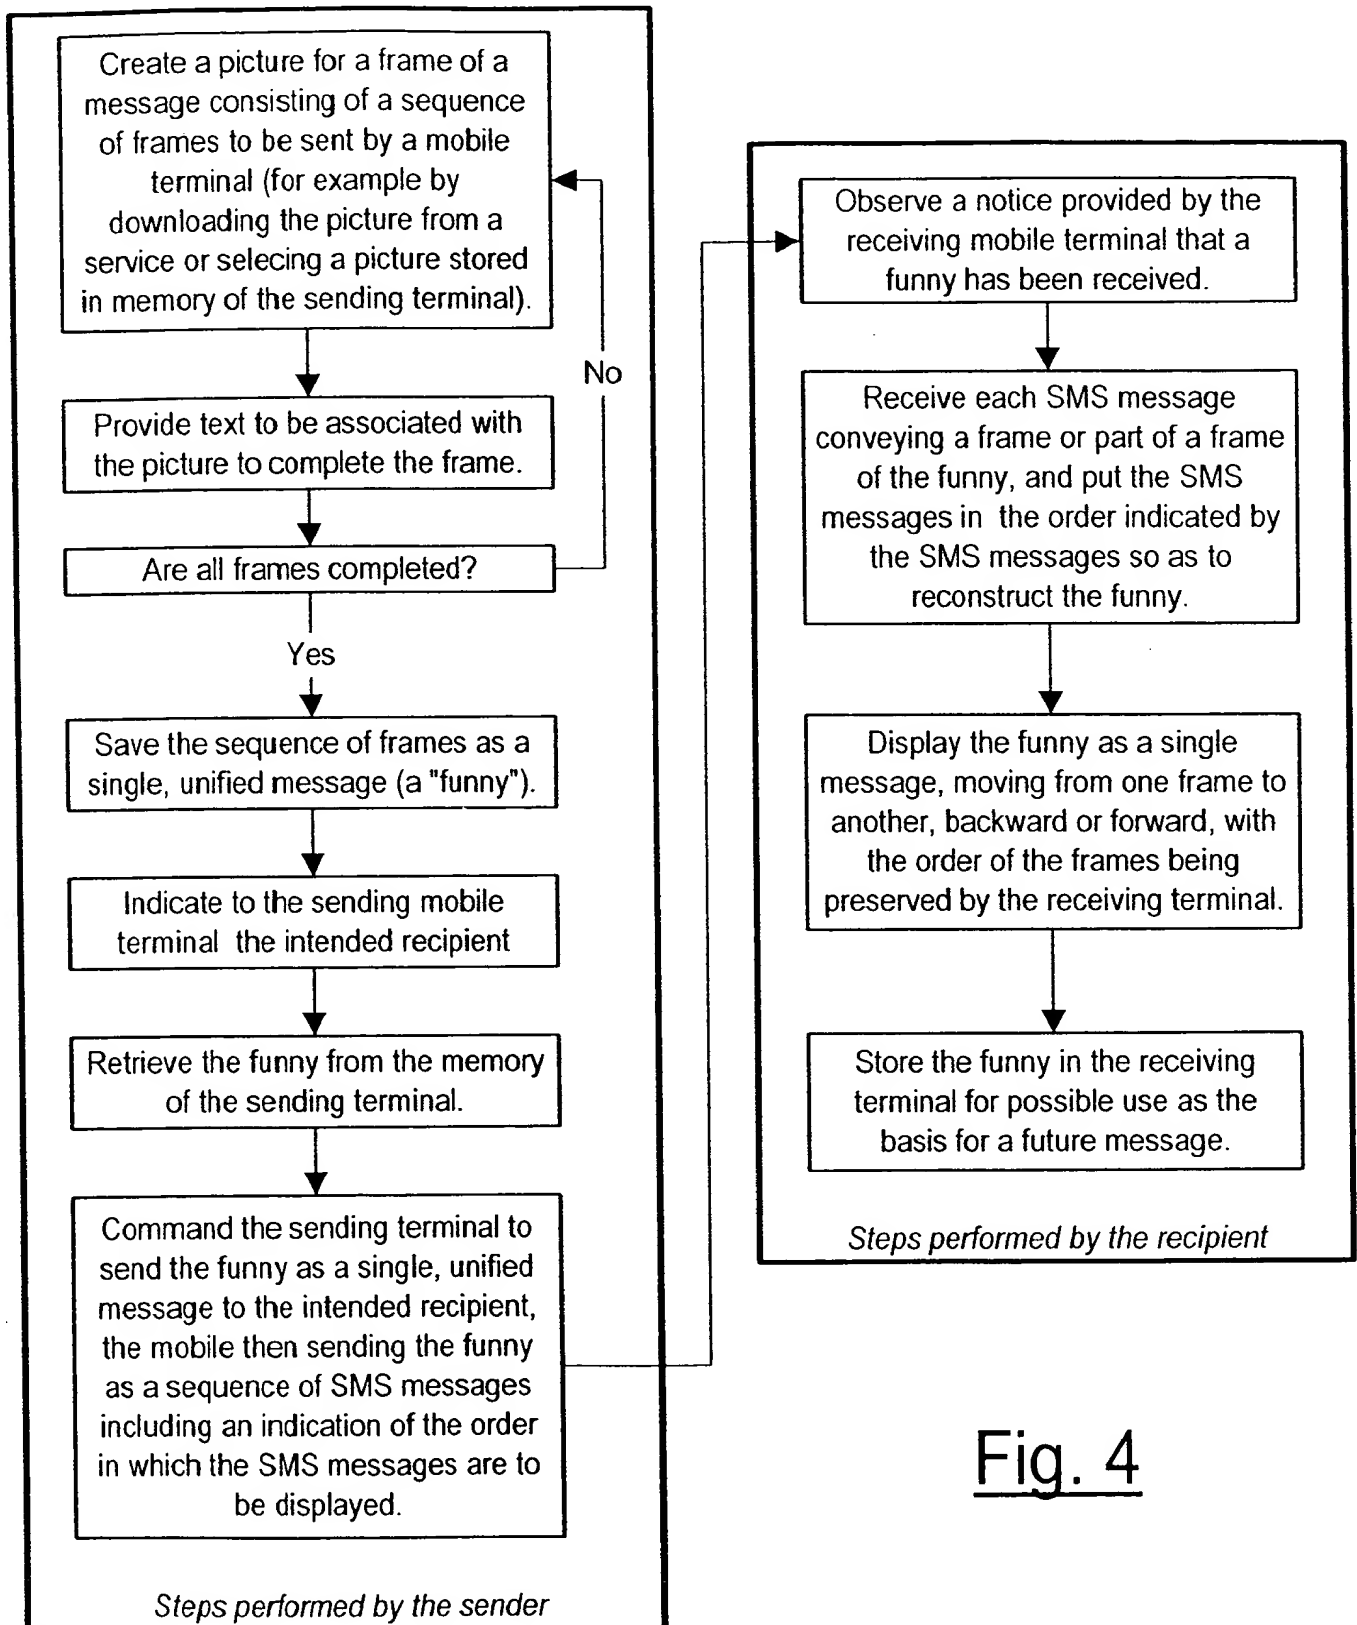 Create a picture for a frame of a
message consisting of a sequence
of frames to be sent by a mobile
terminal (for example by
downloading the picture from a
service or selecing a picture stored
in memory of the sending terminal).
No
Provide text to be associated with
the picture to complete the frame.
Are all frames completed?
Yes
Save the sequence of frames as a
single, unified message (a "funny").
Indicate to the sending mobile
terminal the intended recipient
Retrieve the funny from the memory
of the sending terminal.
Command the sending terminal to
send the funny as a single, unified
message to the intended recipient,
the mobile then sending the funny
as a sequence of SMS messages
including an indication of the order
in which the SMS messages are to
be displayed.
Steps performed by the sender
Observe a notice provided by the
receiving mobile terminal that a
funny has been received.
Receive each SMS message
conveying a frame or part of a frame
of the funny, and put the SMS
messages in the order indicated by
the SMS messages so as to
reconstruct the funny.
Display the funny as a single
message, moving from one frame to
another, backward or forward, with
the order of the frames being
preserved by the receiving terminal.
Store the funny in the receiving
terminal for possible use as the
basis for a future message.
Steps performed by the recipient
Fig. 4